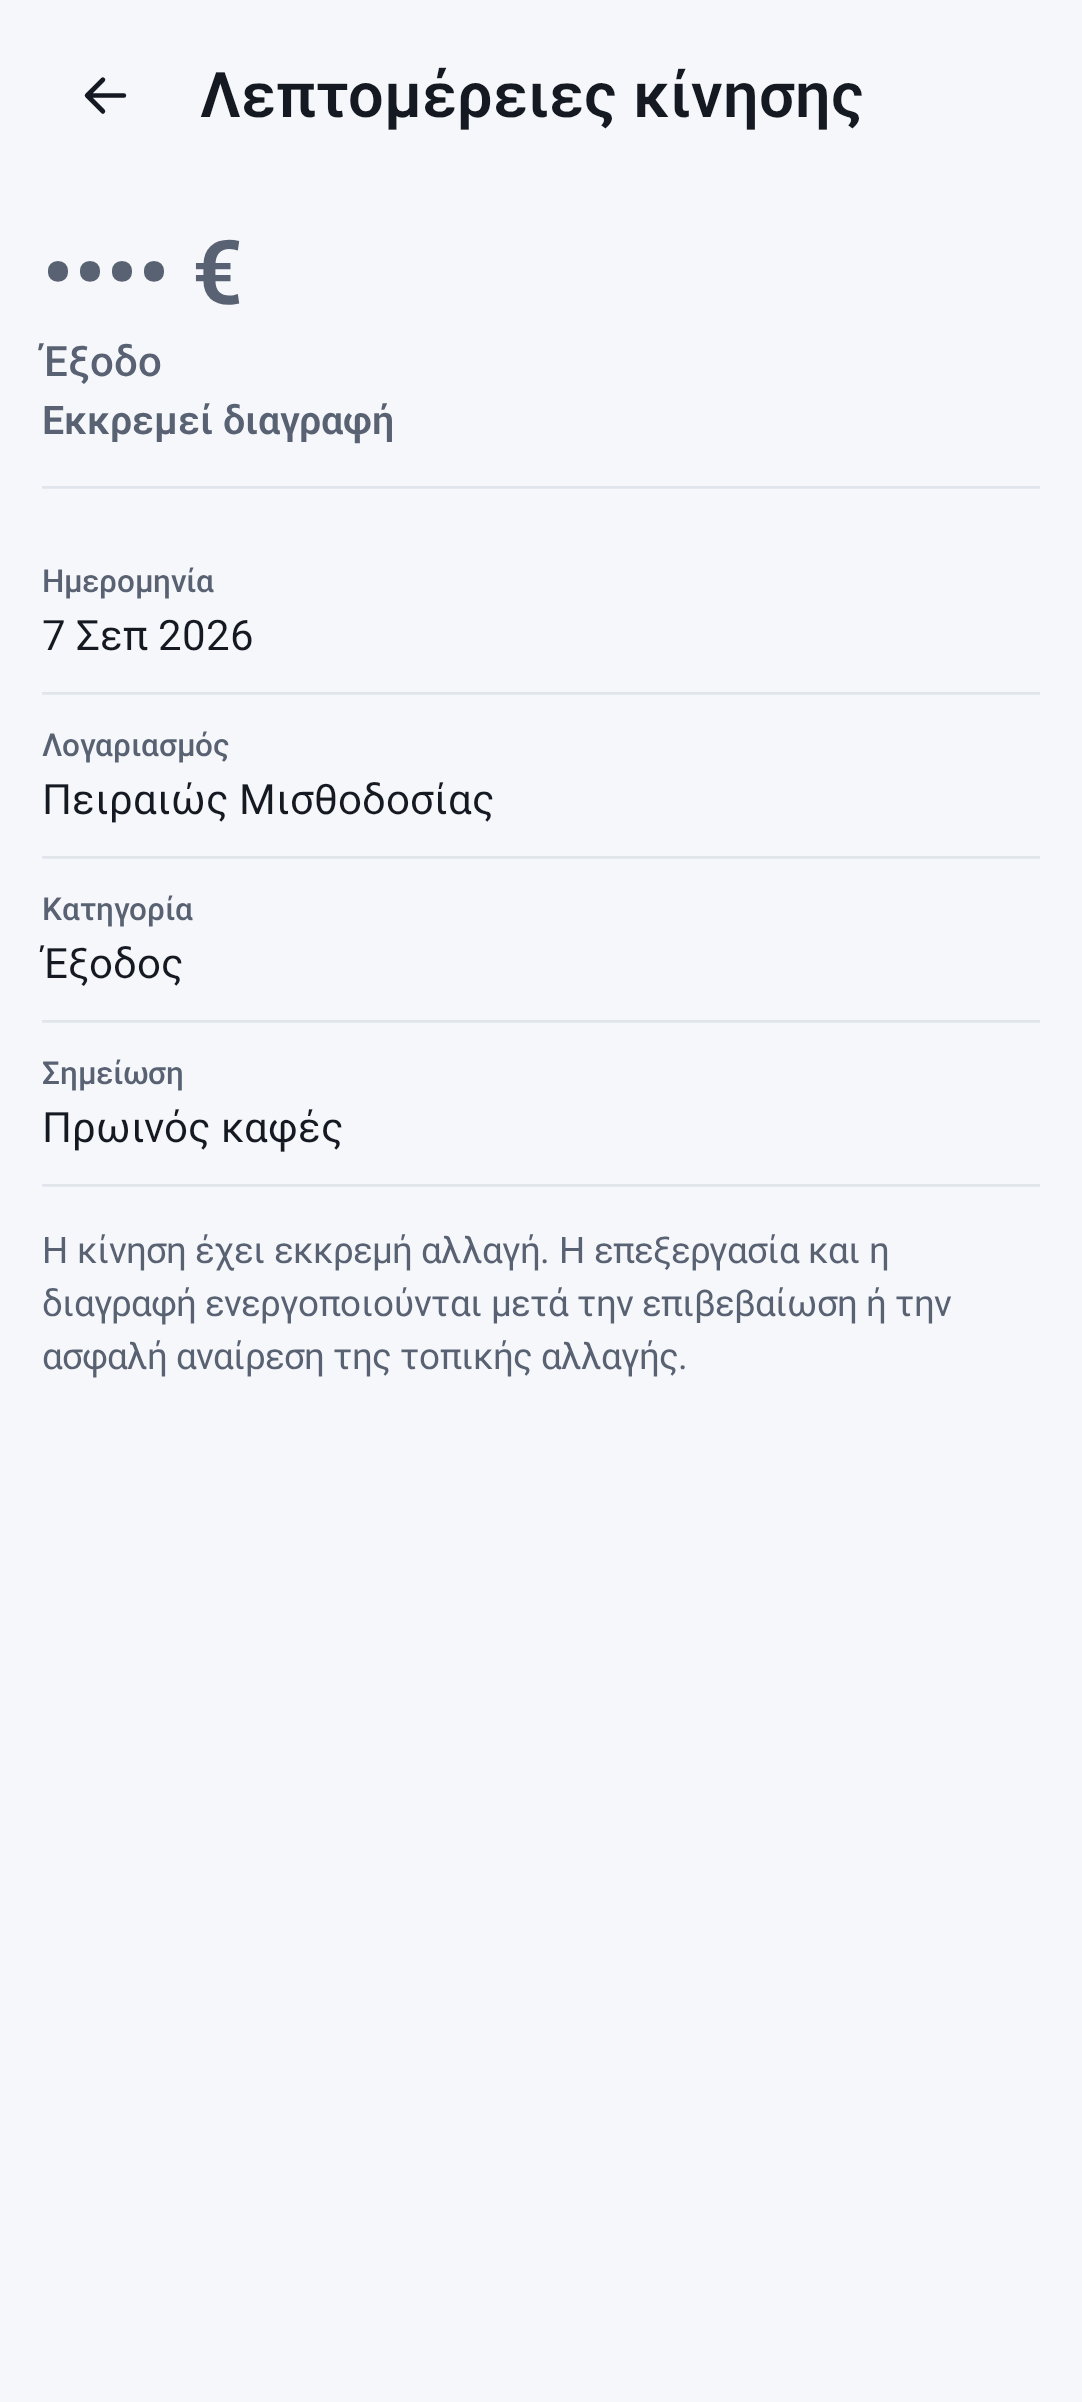 Λεπτομέρειες κίνησης
•••• €
Έξοδο
Εκκρεμεί διαγραφή
Ημερομηνία
7 Σεπ 2026
Λογαριασμός
Πειραιώς Μισθοδοσίας
Κατηγορία
Έξοδος
Σημείωση
Πρωινός καφές
Η κίνηση έχει εκκρεμή αλλαγή. Η επεξεργασία και η
διαγραφή ενεργοποιούνται μετά την επιβεβαίωση ή την
ασφαλή αναίρεση της τοπικής αλλαγής.